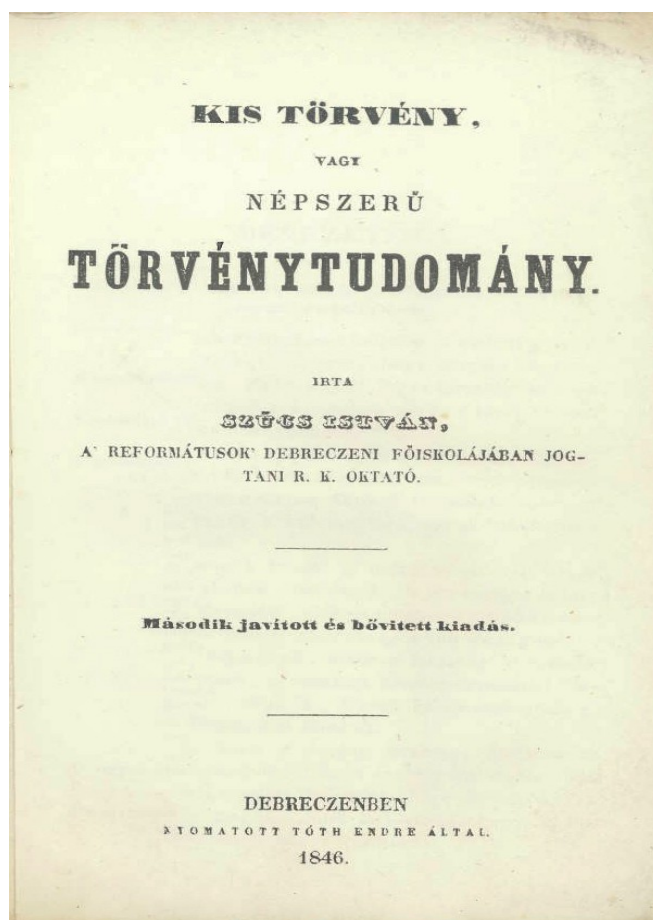 KIS TÖRVÉNY,
VAGY
NÉPSZERŰ
TÖRVÉNYTUDOMÁNY.
IRTA
SZŰCS ISTVÁN,
A' REFORMÁTUSOK' DEBRECZENI FŐISKOLÁJÁBAN JOG-
TANI R. K. OKTATÓ.
Második javított és bővitett kiadás.
DEBRECZENBEN
NYOMATOTT TÓTH ENDRE ÁLTAL.
1846.